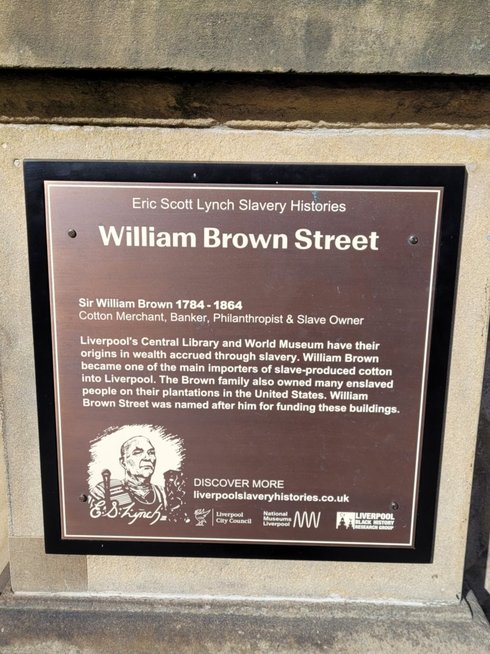 Eric Scott Lynch Slavery Histories
William Brown Street
Sir William Brown 1784 - 1864
Cotton Merchant, Banker, Philanthropist & Slave Owner
Liverpool's Central Library and World Museum have their
origins in wealth accrued through slavery. William Brown
became one of the main importers of slave-produced cotton
into Liverpool. The Brown family also owned many enslaved
people on their plantations in the United States. William
Brown Street was named after him for funding these buildings.
E.S.Lynch
DISCOVER MORE
liverpoolslaveryhistories.co.uk
Liverpool
City Council
National
Museums
Liverpool
LIVERPOOL
BLACK HISTORY
RESEARCH GROUP